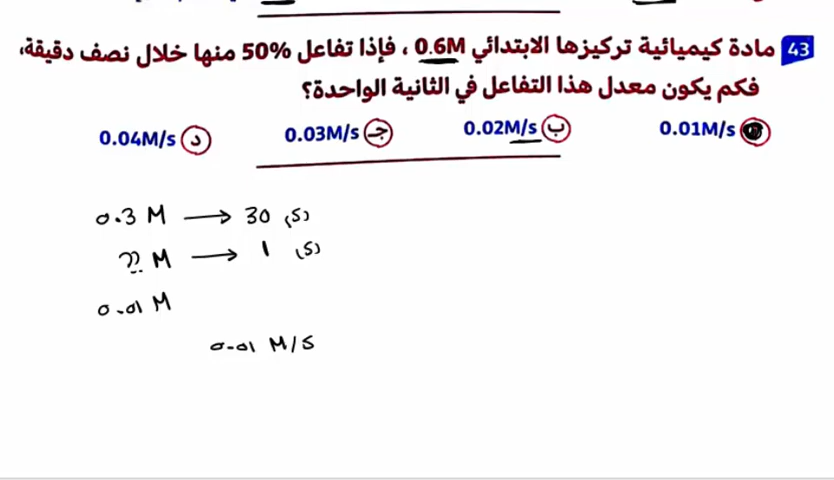 43 مادة كيميائية تركيزها الابتدائي 0.6M ، فإذا تفاعل 50% منها خلال نصف دقيقة،
فكم يكون معدل هذا التفاعل في الثانية الواحدة؟
0.01M/s ب 0.02M/s جـ 0.03M/s د 0.04M/s
0.3 M → 30 (s)
?? M → 1 (s)
0.01 M
0.01 M/s